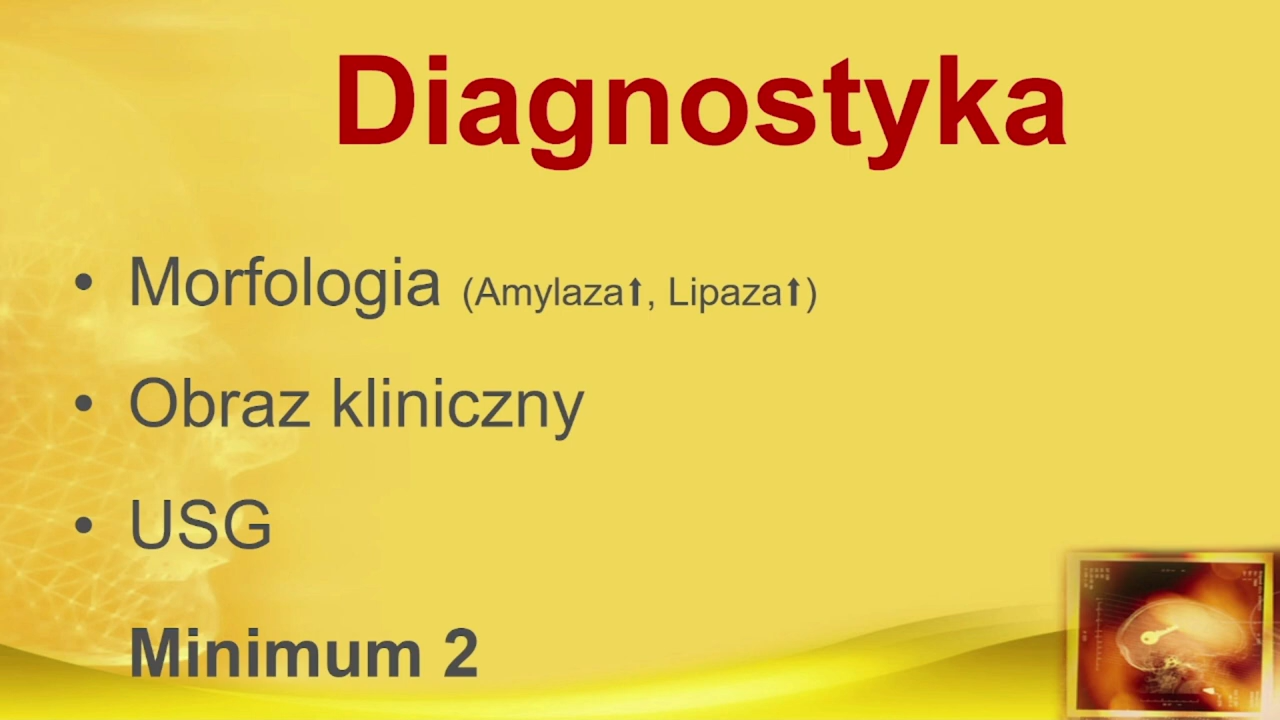 Diagnostyka
• Morfologia (Amylaza⬆, Lipaza⬆)
• Obraz kliniczny
• USG
Minimum 2